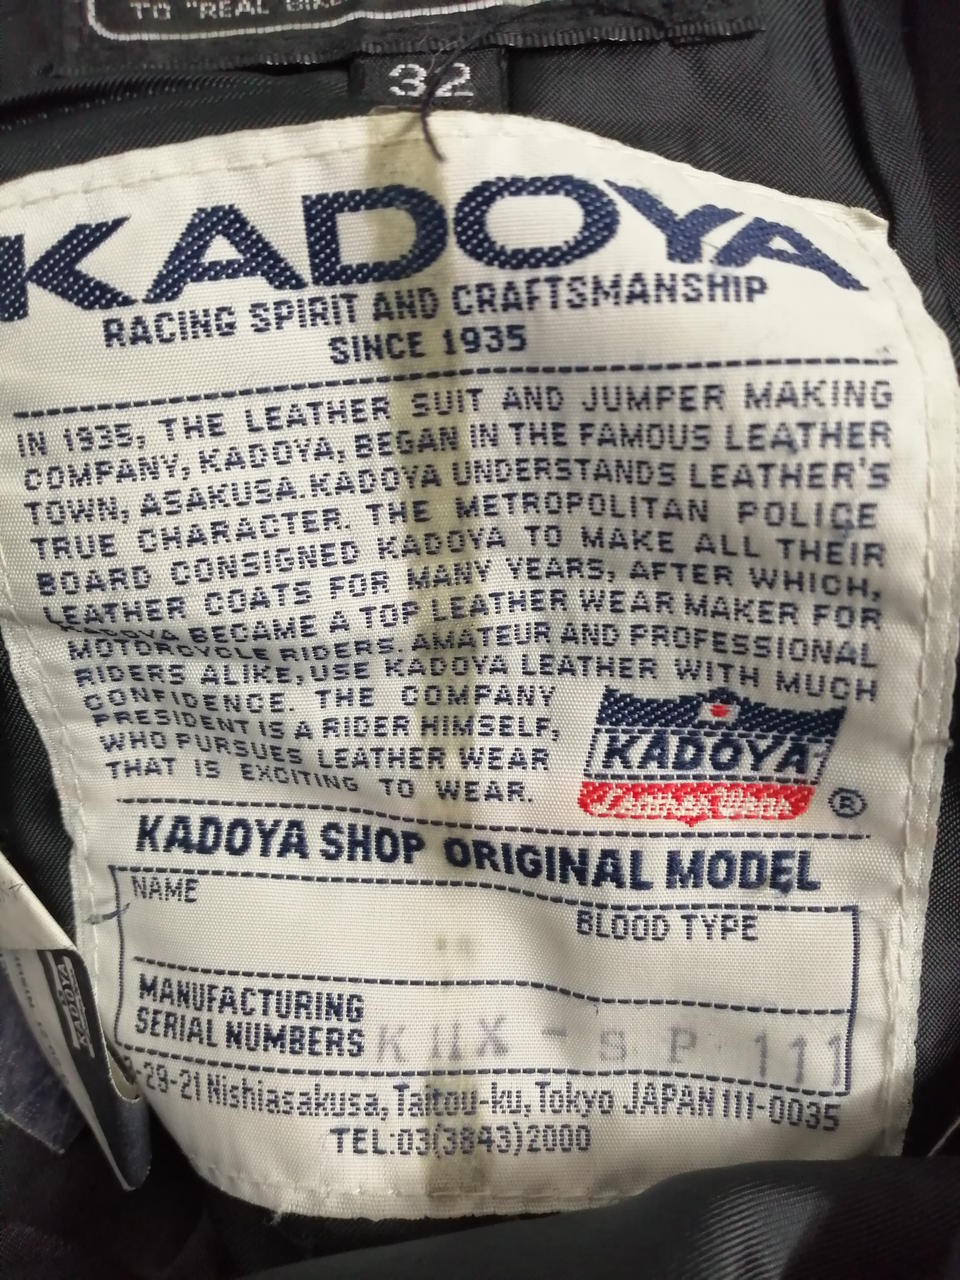 TO "REAL
32
KADOYA
RACING SPIRIT AND CRAFTSMANSHIP
SINCE 1935
IN 1935, THE LEATHER SUIT AND JUMPER MAKING
COMPANY, KADOYA, BEGAN IN THE FAMOUS LEATHER
TOWN, ASAKUSA. KADOYA UNDERSTANDS LEATHER'S
TRUE CHARACTER. THE METROPOLITAN POLICE
BOARD CONSIGNED KADOYA TO MAKE ALL THEIR
LEATHER COATS FOR MANY YEARS, AFTER WHICH,
KADOYA BECAME A TOP LEATHER WEAR MAKER FOR
MOTORCYCLE RIDERS. AMATEUR AND PROFESSIONAL
RIDERS ALIKE, USE KADOYA LEATHER WITH MUCH
CONFIDENCE. THE COMPANY
PRESIDENT IS A RIDER HIMSELF,
WHO PURSUES LEATHER WEAR
THAT IS EXCITING TO WEAR.
KADOYA
Leather Wear
®
KADOYA SHOP ORIGINAL MODEL
NAME
BLOOD TYPE
MANUFACTURING
SERIAL NUMBERS K II X - S P 111
-29-21 Nishiasakusa, Taitou-ku, Tokyo JAPAN 111-0035
TEL:03(3843)2000
KADOYA